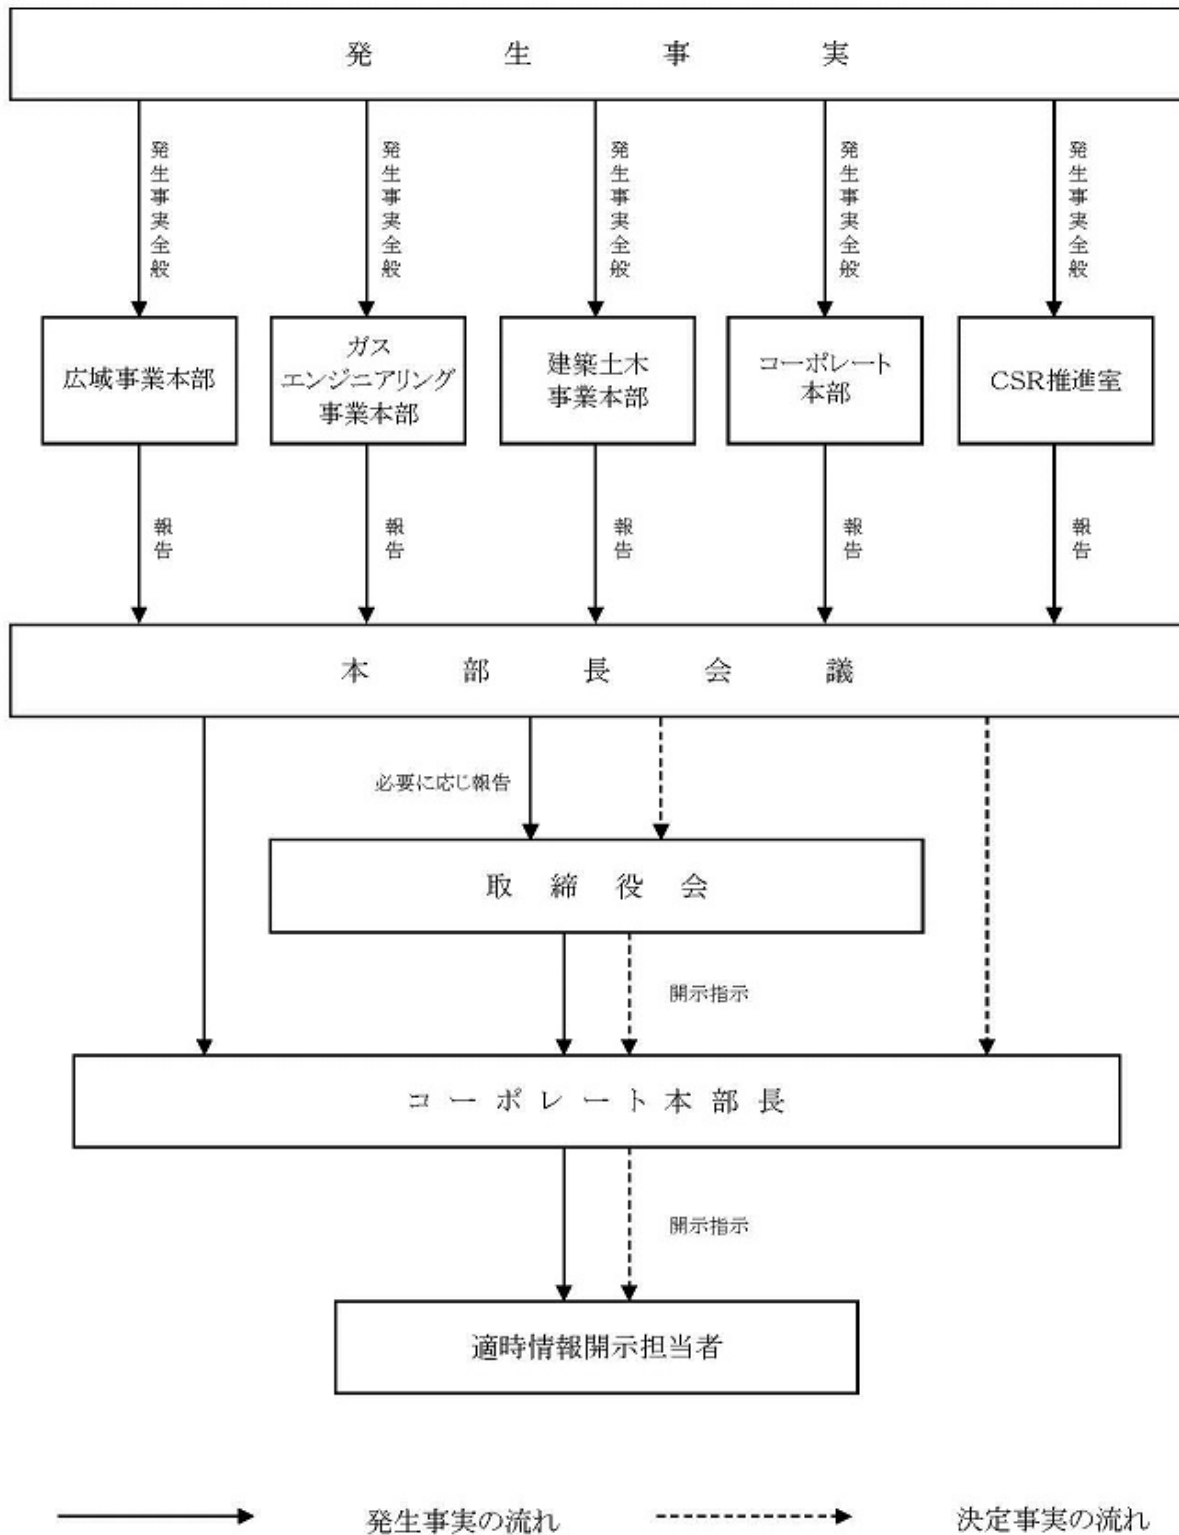 発生事実
発生事実全般
発生事実全般
発生事実全般
発生事実全般
発生事実全般
広域事業本部
ガス
エンジニアリング
事業本部
建築土木
事業本部
コーポレート
本部
CSR推進室
報告
報告
報告
報告
報告
本部長会議
必要に応じ報告
取締役会
開示指示
コーポレート本部長
開示指示
適時情報開示担当者
発生事実の流れ
決定事実の流れ